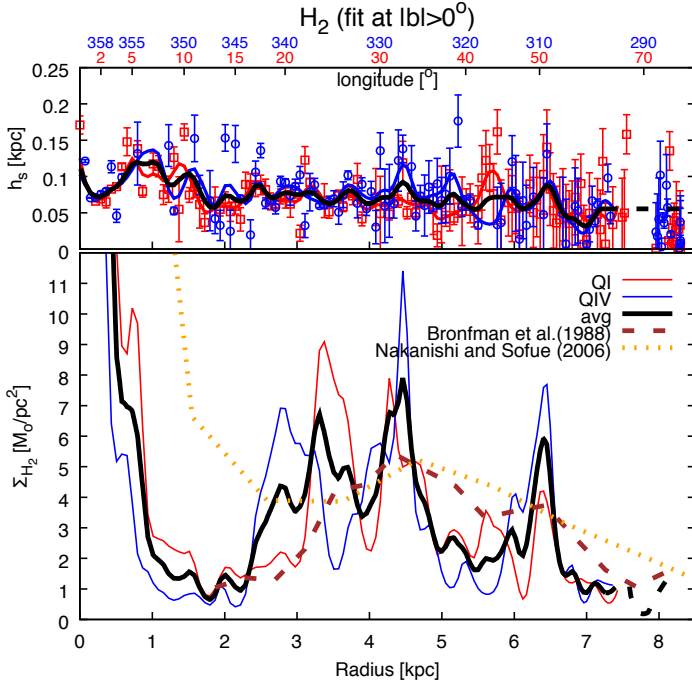 H2 (fit at |b|>0°)
358 355 350 345 340 330 320 310 290
2 5 10 15 20 30 40 50 70
longitude [°]
0.25
0.2
0.15
0.1
0.05
0
hs [kpc]
QI
QIV
avg
Bronfman et al.(1988)
Nakanishi and Sofue (2006)
11
10
9
8
7
6
5
4
3
2
1
0
ΣH2 [Mo/pc2]
0 1 2 3 4 5 6 7 8
Radius [kpc]